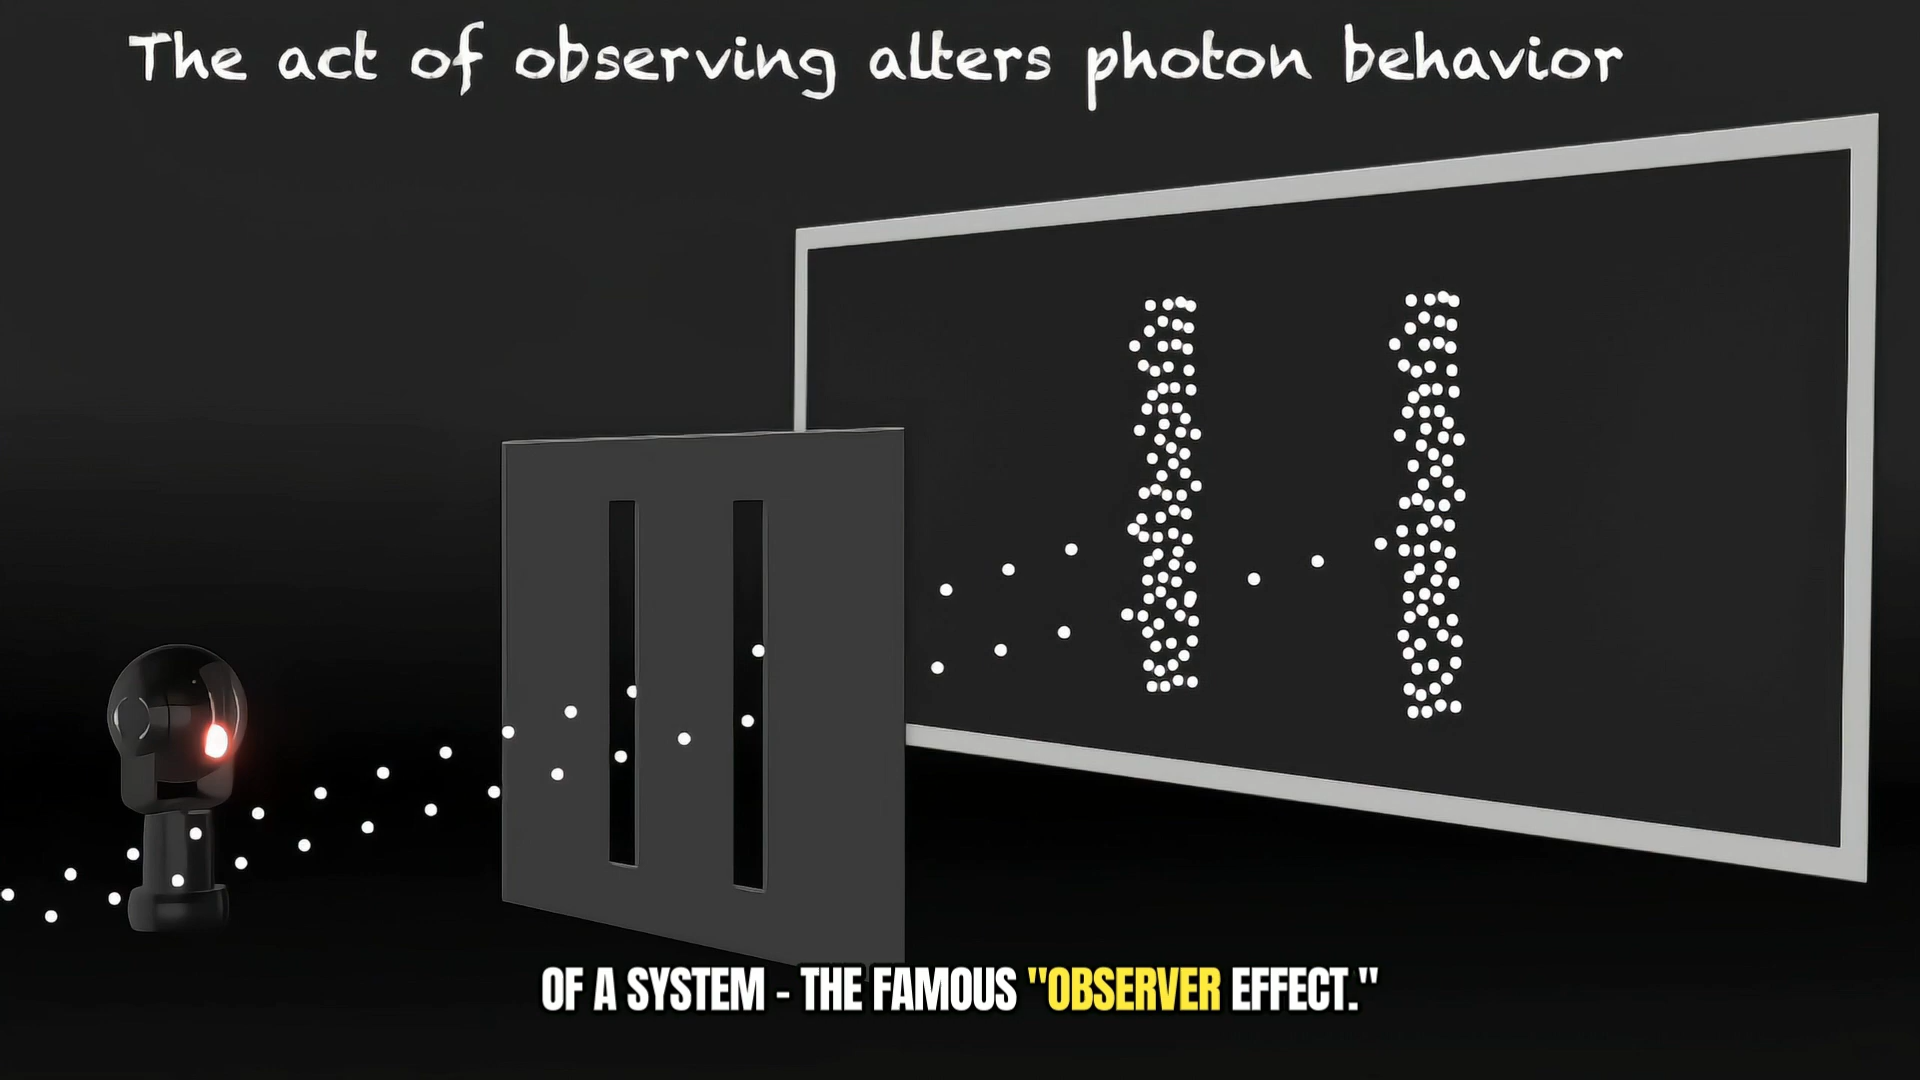 The act of observing alters photon behavior
OF A SYSTEM - THE FAMOUS "OBSERVER EFFECT."